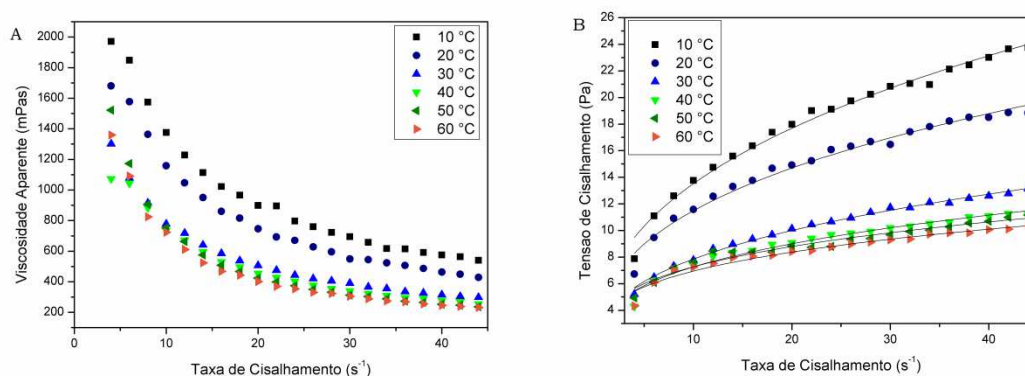 A
Viscosidade Aparente (mPas)
2000
1800
1600
1400
1200
1000
800
600
400
200
0
10
20
30
40
Taxa de Cisalhamento (s⁻¹)
10 °C
20 °C
30 °C
40 °C
50 °C
60 °C
B
Tensao de Cisalhamento (Pa)
26
24
22
20
18
16
14
12
10
8
6
4
10
20
30
40
Taxa de Cisalhamento (s⁻¹)
10 °C
20 °C
30 °C
40 °C
50 °C
60 °C